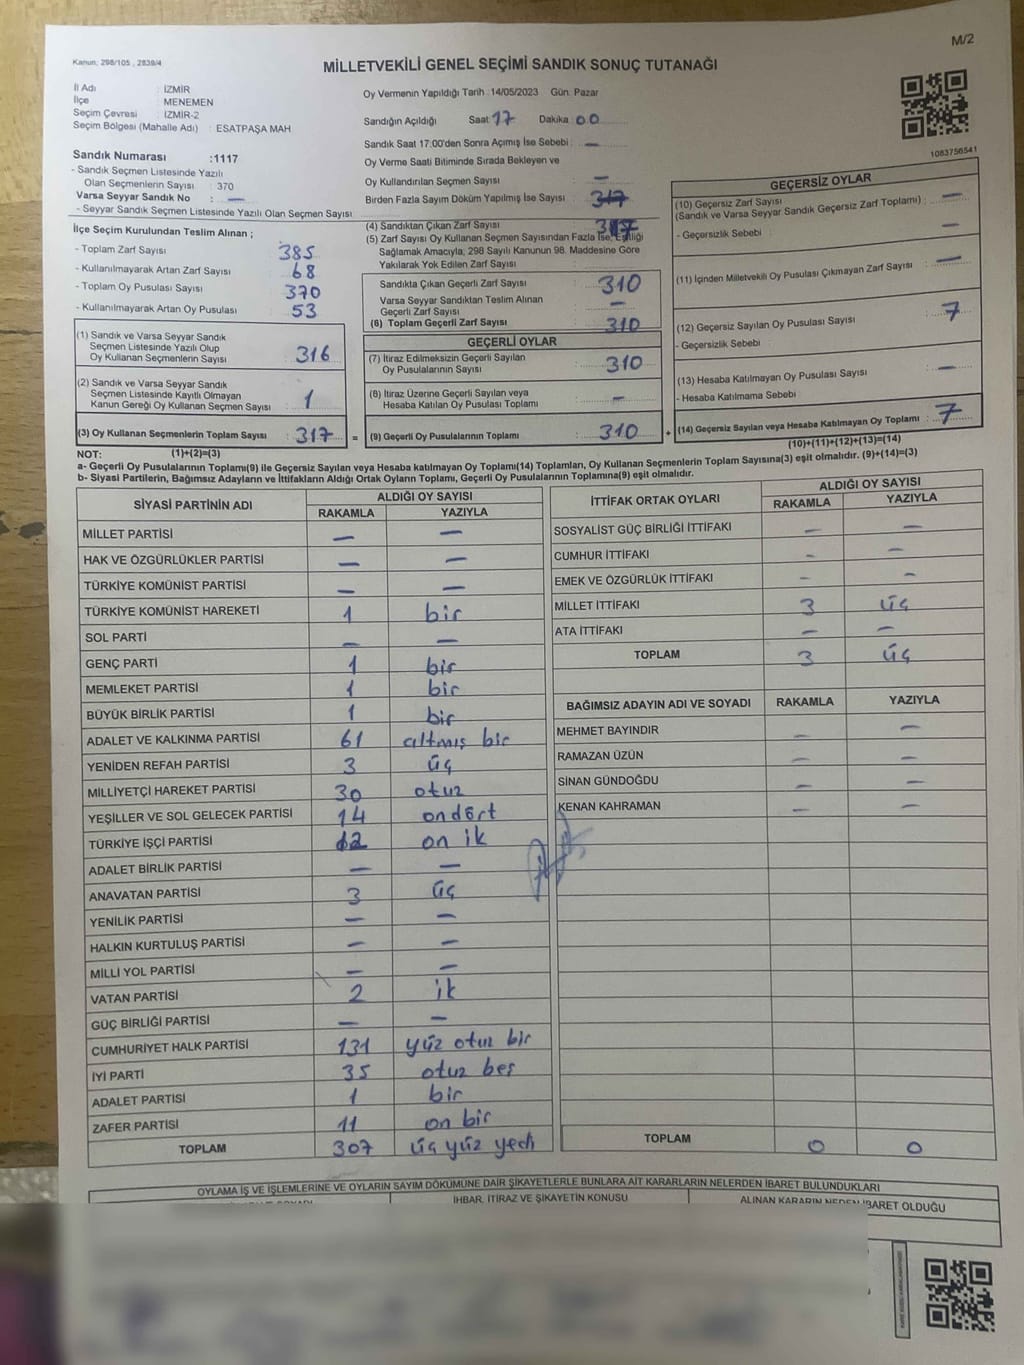 M/2
Kanun: 298/105 , 2839/4
MİLLETVEKİLİ GENEL SEÇİMİ SANDIK SONUÇ TUTANAĞI
İl Adı : İZMİR
İlçe : MENEMEN
Seçim Çevresi : İZMİR-2
Seçim Bölgesi (Mahalle Adı) : ESATPAŞA MAH
Oy Vermenin Yapıldığı Tarih : 14/05/2023 Gün: Pazar
Sandığın Açıldığı Saat 17 Dakika 00
Sandık Saat 17:00'den Sonra Açımış İse Sebebi : —
Oy Verme Saati Bitiminde Sırada Bekleyen ve
Oy Kullandırılan Seçmen Sayısı —
Birden Fazla Sayım Döküm Yapılmış İse Sayısı : 317
1083756541
Sandık Numarası :1117
- Sandık Seçmen Listesinde Yazılı
Olan Seçmenlerin Sayısı : 370
Varsa Seyyar Sandık No : —
- Seyyar Sandık Seçmen Listesinde Yazılı Olan Seçmen Sayısı
İlçe Seçim Kurulundan Teslim Alınan ;
- Toplam Zarf Sayısı : 385
- Kullanılmayarak Artan Zarf Sayısı : 68
- Toplam Oy Pusulası Sayısı : 370
- Kullanılmayarak Artan Oy Pusulası : 53
(1) Sandık ve Varsa Seyyar Sandık
Seçmen Listesinde Yazılı Olup
Oy Kullanan Seçmenlerin Sayısı : 316
(2) Sandık ve Varsa Seyyar Sandık
Seçmen Listesinde Kayıtlı Olmayan
Kanun Gereği Oy Kullanan Seçmen Sayısı : 1
(3) Oy Kullanan Seçmenlerin Toplam Sayısı : 317 =
(1)+(2)=(3)
(4) Sandıktan Çıkan Zarf Sayısı : 317
(5) Zarf Sayısı Oy Kullanan Seçmen Sayısından Fazla İse, Eşitliği
Sağlamak Amacıyla, 298 Sayılı Kanunun 98. Maddesine Göre
Yakılarak Yok Edilen Zarf Sayısı
Sandıkta Çıkan Geçerli Zarf Sayısı : 310
Varsa Seyyar Sandıktan Teslim Alınan
Geçerli Zarf Sayısı : —
(6) Toplam Geçerli Zarf Sayısı : 310
GEÇERLİ OYLAR
(7) İtiraz Edilmeksizin Geçerli Sayılan
Oy Pusulalarının Sayısı : 310
(8) İtiraz Üzerine Geçerli Sayılan veya
Hesaba Katılan Oy Pusulası Toplamı : —
(9) Geçerli Oy Pusulalarının Toplamı : 310 +
GEÇERSİZ OYLAR
(10) Geçersiz Zarf Sayısı
(Sandık ve Varsa Seyyar Sandık Geçersiz Zarf Toplamı) : —
- Geçersizlik Sebebi : —
(11) İçinden Milletvekili Oy Pusulası Çıkmayan Zarf Sayısı : —
(12) Geçersiz Sayılan Oy Pusulası Sayısı : 7
- Geçersizlik Sebebi :
(13) Hesaba Katılmayan Oy Pusulası Sayısı : —
- Hesaba Katılmama Sebebi :
(14) Geçersiz Sayılan veya Hesaba Katılmayan Oy Toplamı : 7
(10)+(11)+(12)+(13)=(14)
NOT:
a- Geçerli Oy Pusulalarının Toplamı(9) ile Geçersiz Sayılan veya Hesaba katılmayan Oy Toplamı(14) Toplamları, Oy Kullanan Seçmenlerin Toplam Sayısına(3) eşit olmalıdır. (9)+(14)=(3)
b- Siyasi Partilerin, Bağımsız Adayların ve İttifakların Aldığı Ortak Oyların Toplamı, Geçerli Oy Pusulalarının Toplamına(9) eşit olmalıdır.
SİYASİ PARTİNİN ADI ALDIĞI OY SAYISI
RAKAMLA YAZIYLA
MİLLET PARTİSİ — —
HAK VE ÖZGÜRLÜKLER PARTİSİ — —
TÜRKİYE KOMÜNİST PARTİSİ — —
TÜRKİYE KOMÜNİST HAREKETİ 1 bir
SOL PARTİ — —
GENÇ PARTİ 1 bir
MEMLEKET PARTİSİ 1 bir
BÜYÜK BİRLİK PARTİSİ 1 bir
ADALET VE KALKINMA PARTİSİ 61 altmış bir
YENİDEN REFAH PARTİSİ 3 üç
MİLLİYETÇİ HAREKET PARTİSİ 30 otuz
YEŞİLLER VE SOL GELECEK PARTİSİ 14 ondört
TÜRKİYE İŞÇİ PARTİSİ 12 on ik
ADALET BİRLİK PARTİSİ — —
ANAVATAN PARTİSİ 3 üç
YENİLİK PARTİSİ — —
HALKIN KURTULUŞ PARTİSİ — —
MİLLİ YOL PARTİSİ — —
VATAN PARTİSİ 2 ik
GÜÇ BİRLİĞİ PARTİSİ — —
CUMHURİYET HALK PARTİSİ 131 yüz otuz bir
İYİ PARTİ 35 otuz beş
ADALET PARTİSİ 1 bir
ZAFER PARTİSİ 11 on bir
TOPLAM 307 üç yüz yedi
İTTİFAK ORTAK OYLARI ALDIĞI OY SAYISI
RAKAMLA YAZIYLA
SOSYALİST GÜÇ BİRLİĞİ İTTİFAKI — —
CUMHUR İTTİFAKI — —
EMEK VE ÖZGÜRLÜK İTTİFAKI — —
MİLLET İTTİFAKI 3 üç
ATA İTTİFAKI — —
TOPLAM 3 üç
BAĞIMSIZ ADAYIN ADI VE SOYADI RAKAMLA YAZIYLA
MEHMET BAYINDIR — —
RAMAZAN ÜZÜN — —
SİNAN GÜNDOĞDU — —
KENAN KAHRAMAN — —
TOPLAM 0 0
OYLAMA İŞ VE İŞLEMLERİNE VE OYLARIN SAYIM DÖKÜMÜNE DAİR ŞİKAYETLERLE BUNLARA AİT KARARLARIN NELERDEN İBARET BULUNDUKLARI
İHBAR, İTİRAZ VE ŞİKAYETİN KONUSU
ALINAN KARARIN NEDEN İBARET OLDUĞU